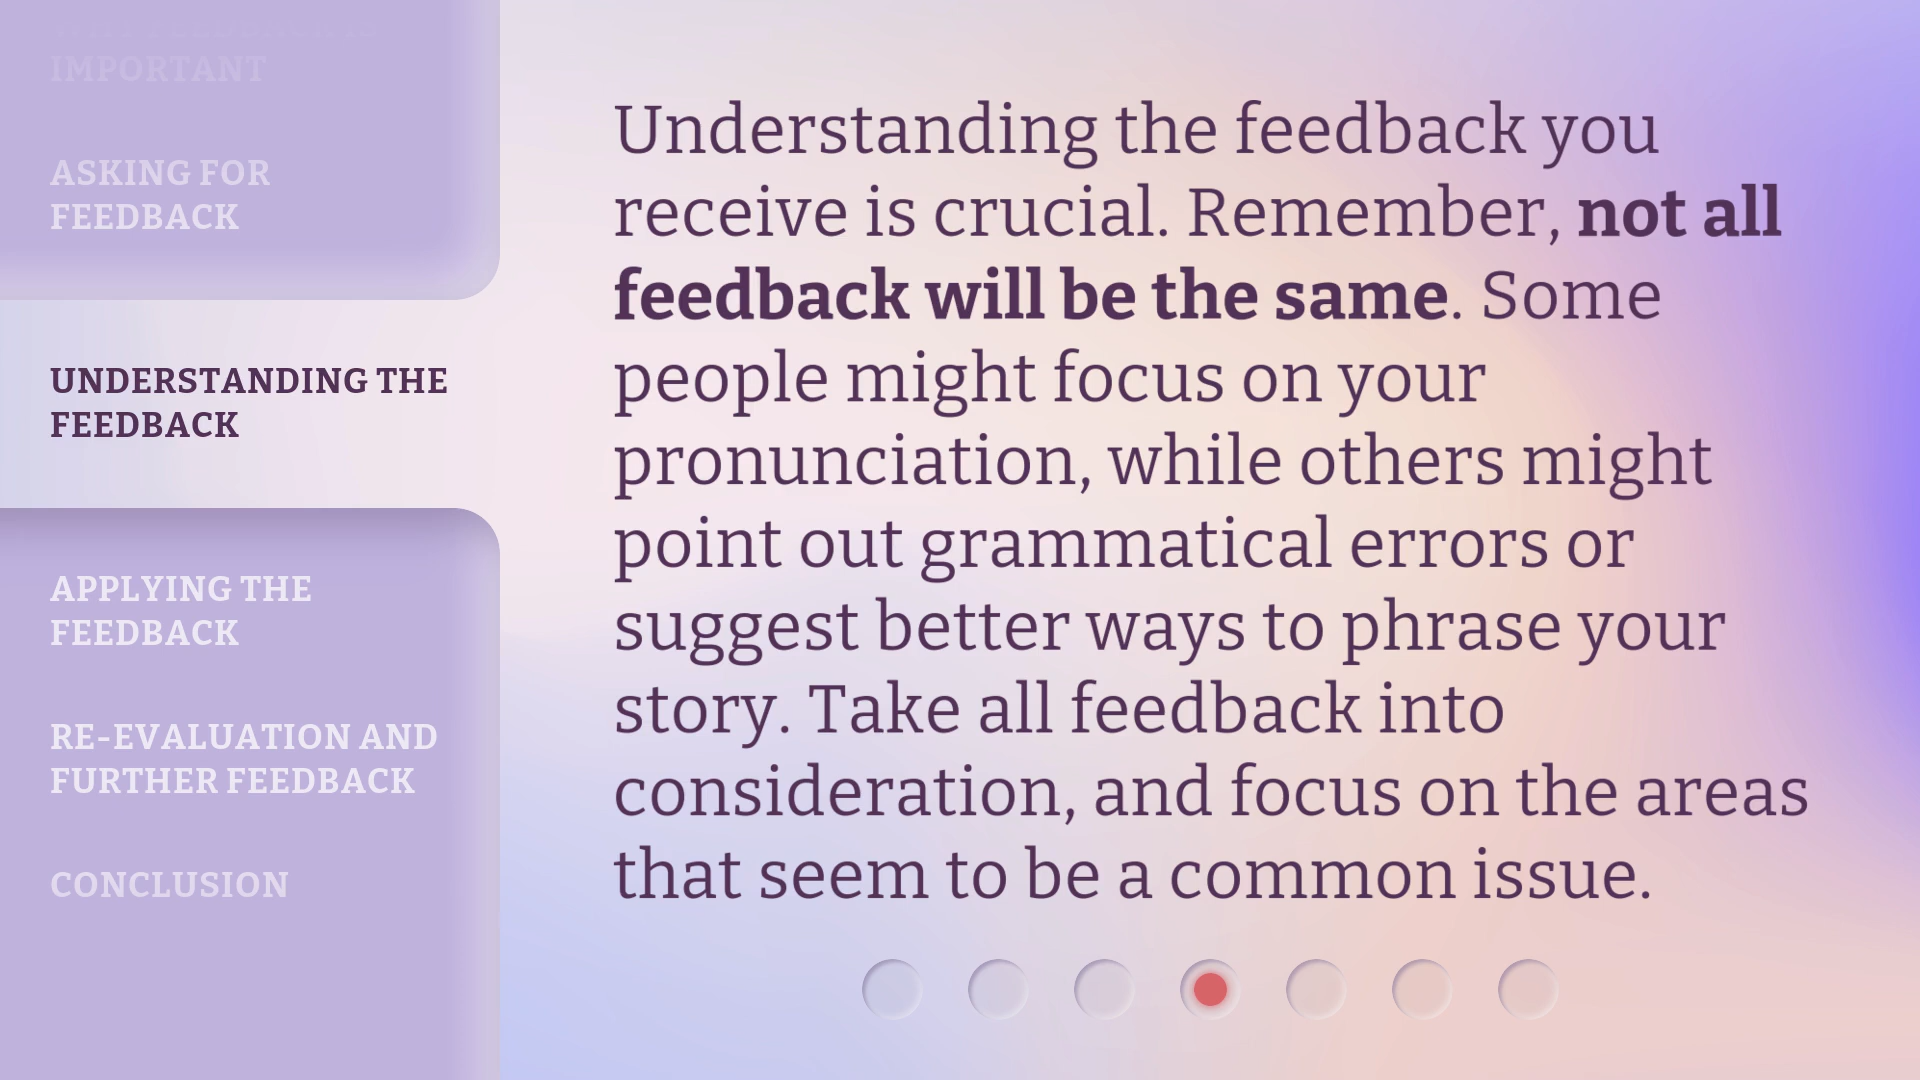 IMPORTANT
ASKING FOR
FEEDBACK
UNDERSTANDING THE
FEEDBACK
APPLYING THE
FEEDBACK
RE-EVALUATION AND
FURTHER FEEDBACK
CONCLUSION
Understanding the feedback you
receive is crucial. Remember, not all
feedback will be the same. Some
people might focus on your
pronunciation, while others might
point out grammatical errors or
suggest better ways to phrase your
story. Take all feedback into
consideration, and focus on the areas
that seem to be a common issue.